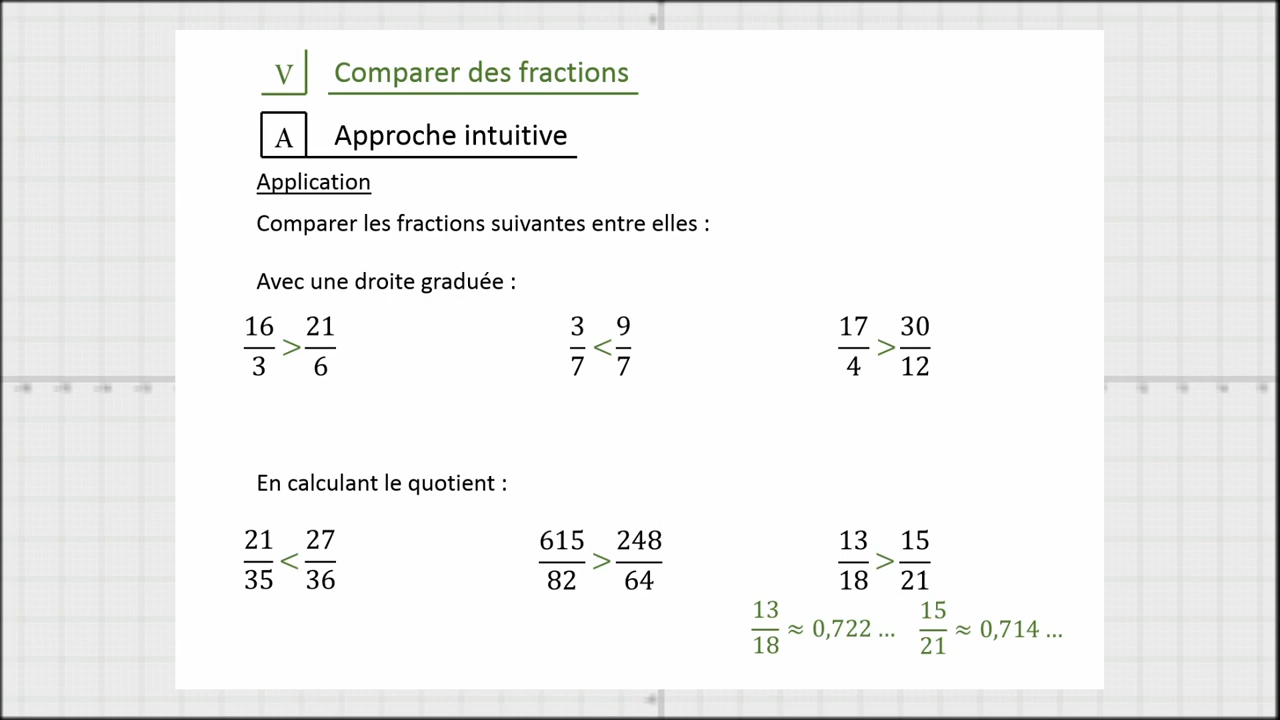 V Comparer des fractions
A Approche intuitive
Application
Comparer les fractions suivantes entre elles :
Avec une droite graduée :
16/3 > 21/6 3/7 < 9/7 17/4 > 30/12
En calculant le quotient :
21/35 < 27/36 615/82 > 248/64 13/18 > 15/21
13/18 ≈ 0,722 ... 15/21 ≈ 0,714 ...